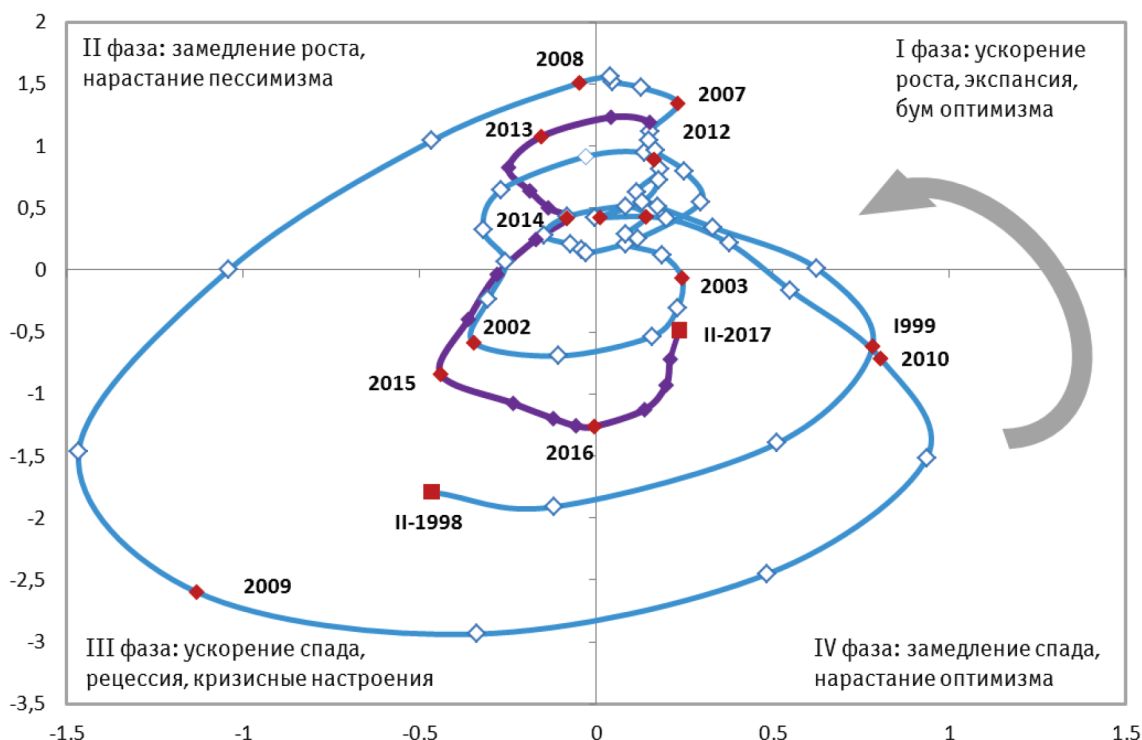 2
II фаза: замедление роста,
нарастание пессимизма
I фаза: ускорение
роста, экспансия,
бум оптимизма
2008
1,5
2007
2013
2012
1
0,5
2014
0
2003
-0,5
2002
II-2017
I999
2010
2015
-1
2016
-1,5
II-1998
-2
-2,5
2009
-3
III фаза: ускорение спада,
рецессия, кризисные настроения
IV фаза: замедление спада,
нарастание оптимизма
-3,5
-1.5
-1
-0.5
0
0.5
1
1.5